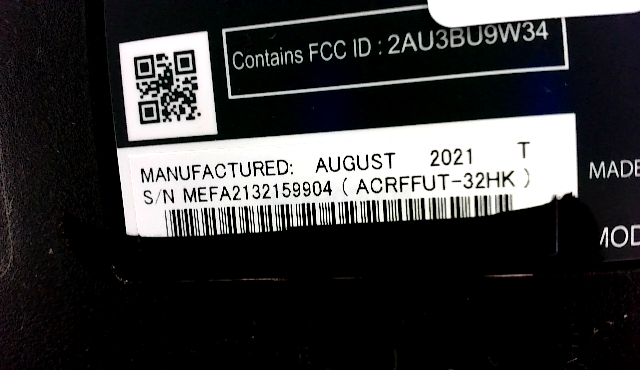 Contains FCC ID : 2AU3BU9W34
MANUFACTURED: AUGUST 2021 T
S/N MEFA2132159904 ( ACRFFUT-32HK )
MADE
MOD